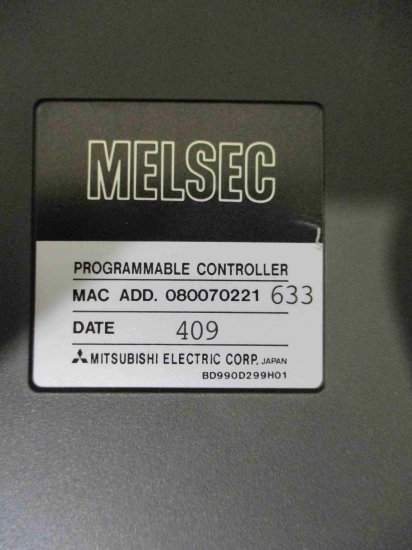 MELSEC
PROGRAMMABLE CONTROLLER
MAC ADD. 080070221 633
DATE 409
MITSUBISHI ELECTRIC CORP. JAPAN
BD990D299H01